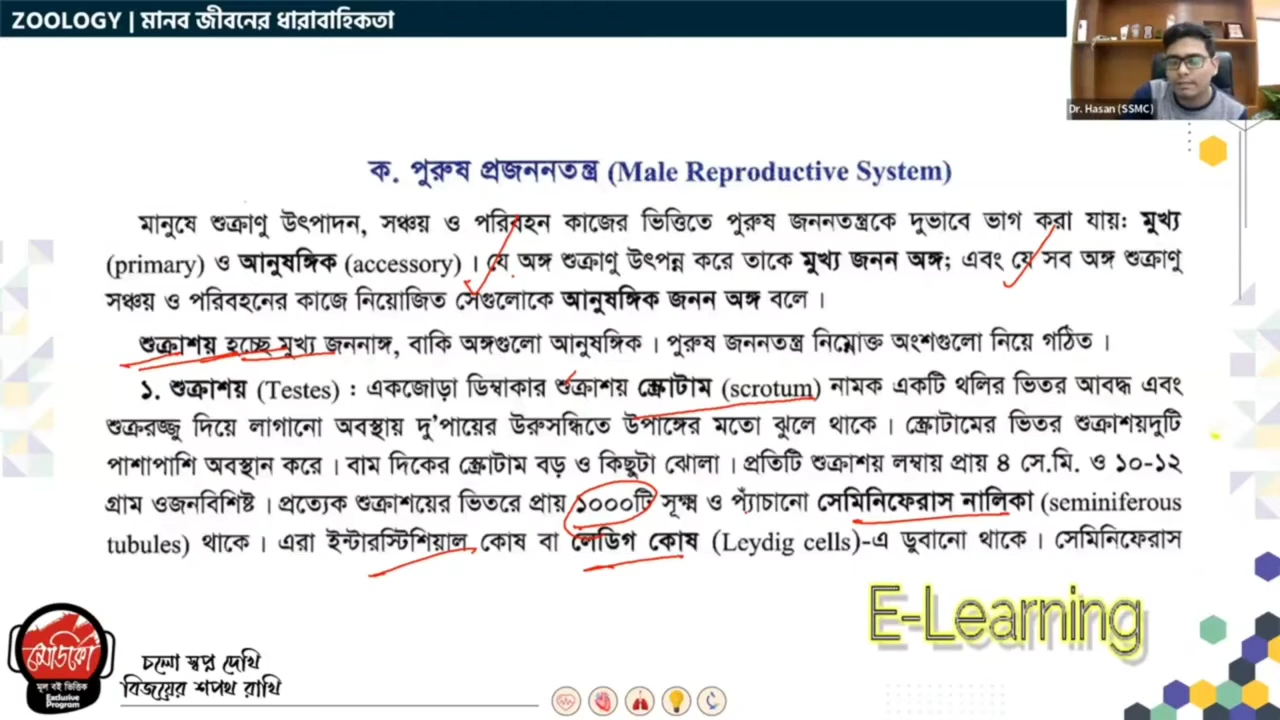 ZOOLOGY | মানব জীবনের ধারাবাহিকতা
Dr. Hasan (SSMC)
ক. পুরুষ প্রজননতন্ত্র (Male Reproductive System)
মানুষে শুক্রাণু উৎপাদন, সঞ্চয় ও পরিবহন কাজের ভিত্তিতে পুরুষ জননতন্ত্রকে দুভাবে ভাগ করা যায়: মুখ্য
(primary) ও আনুষঙ্গিক (accessory) । যে অঙ্গ শুক্রাণু উৎপন্ন করে তাকে মুখ্য জনন অঙ্গ; এবং যে সব অঙ্গ শুক্রাণু
সঞ্চয় ও পরিবহনের কাজে নিয়োজিত সেগুলোকে আনুষঙ্গিক জনন অঙ্গ বলে ।
শুক্রাশয় হচ্ছে মুখ্য জননাঙ্গ, বাকি অঙ্গগুলো আনুষঙ্গিক । পুরুষ জননতন্ত্র নিম্নোক্ত অংশগুলো নিয়ে গঠিত ।
১. শুক্রাশয় (Testes) : একজোড়া ডিম্বাকার শুক্রাশয় স্ক্রোটাম (scrotum) নামক একটি থলির ভিতর আবদ্ধ এবং
শুক্ররজ্জু দিয়ে লাগানো অবস্থায় দু'পায়ের উরুসন্ধিতে উপাঙ্গের মতো ঝুলে থাকে । স্ক্রোটামের ভিতর শুক্রাশয়দুটি
পাশাপাশি অবস্থান করে । বাম দিকের স্ক্রোটাম বড় ও কিছুটা ঝোলা । প্রতিটি শুক্রাশয় লম্বায় প্রায় ৪ সে.মি. ও ১০-১২
গ্রাম ওজনবিশিষ্ট । প্রত্যেক শুক্রাশয়ের ভিতরে প্রায় ১০০০টি সূক্ষ্ম ও প্যাঁচানো সেমিনিফেরাস নালিকা (seminiferous
tubules) থাকে । এরা ইন্টারস্টিশিয়াল কোষ বা লেডিগ কোষ (Leydig cells)-এ ডুবানো থাকে । সেমিনিফেরাস
E-Learning
মেডিকো
মূল বই ভিত্তিক
Exclusive
Program
চলো স্বপ্ন দেখি
বিজয়ের শপথ রাখি